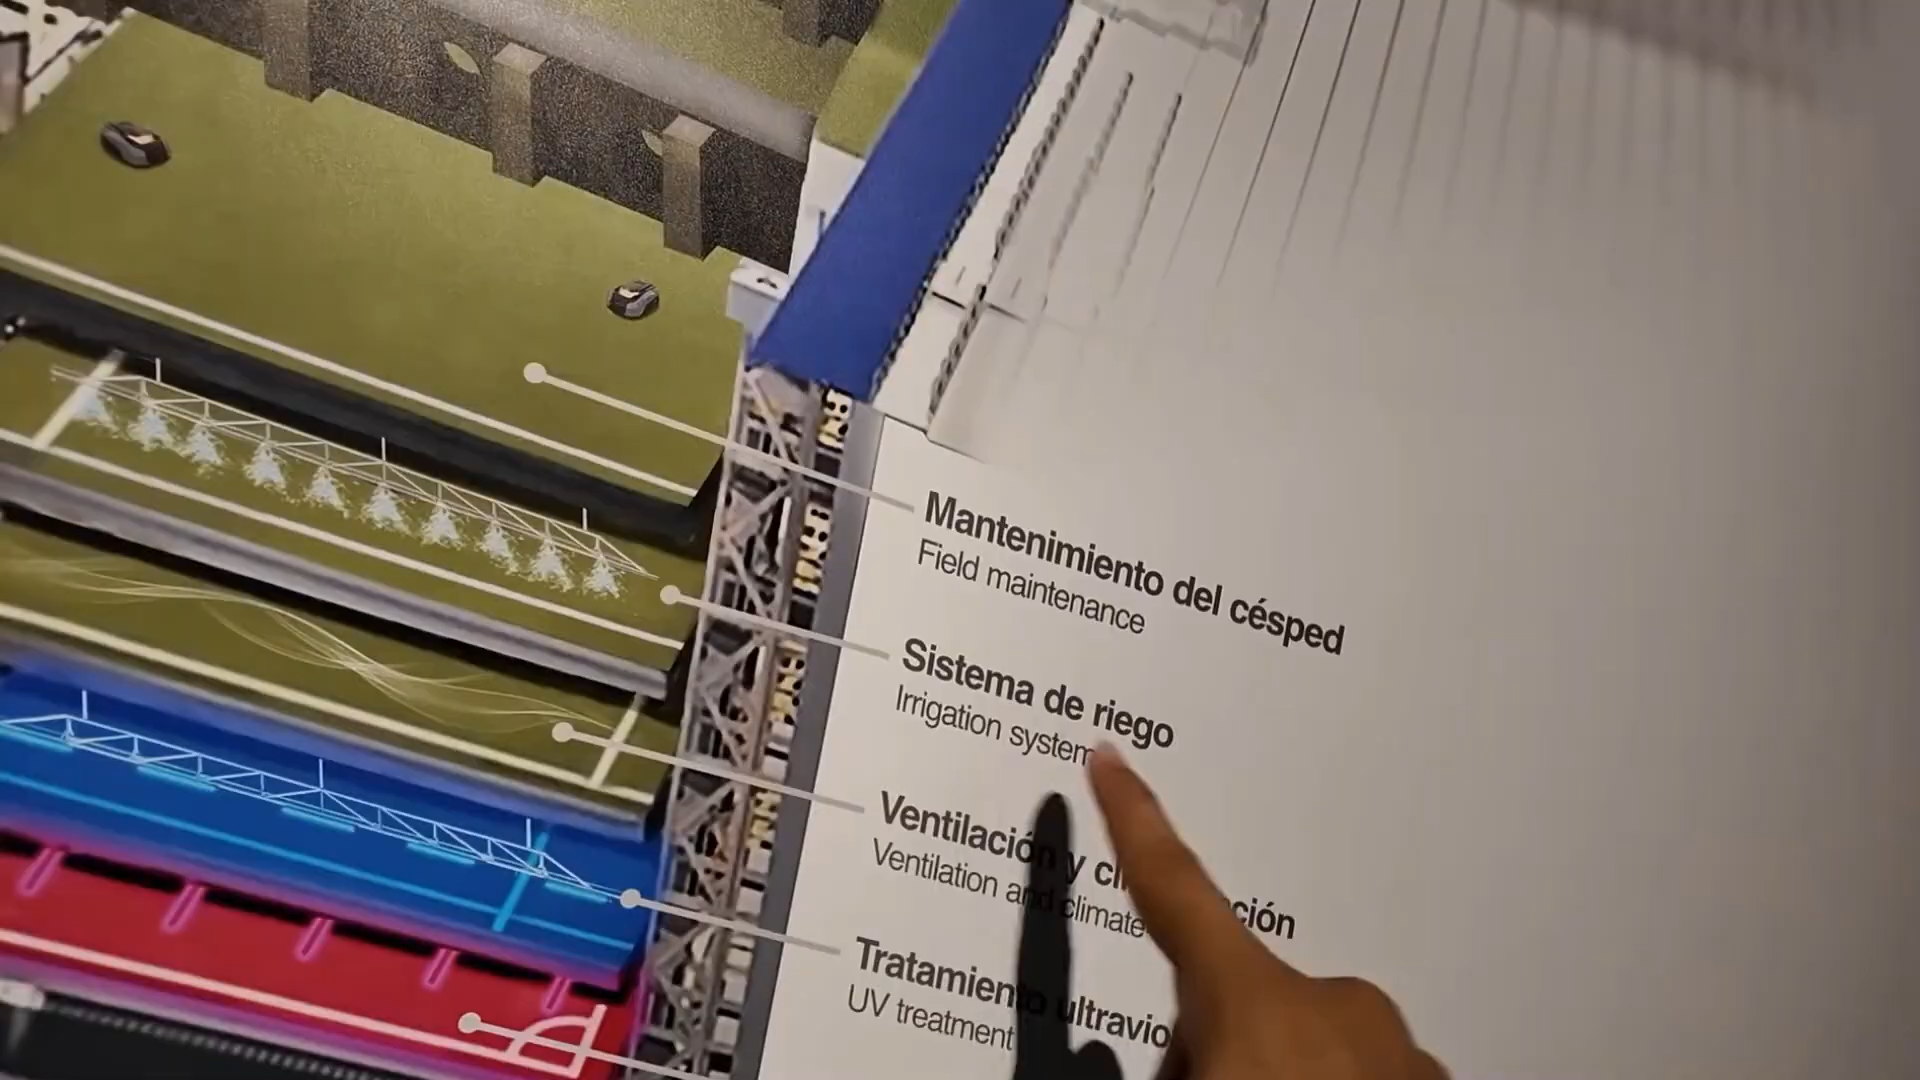 Mantenimiento del césped
Field maintenance
Sistema de riego
Irrigation system
Ventilación y
Ventilation and climate
Tratamiento
UV treatment